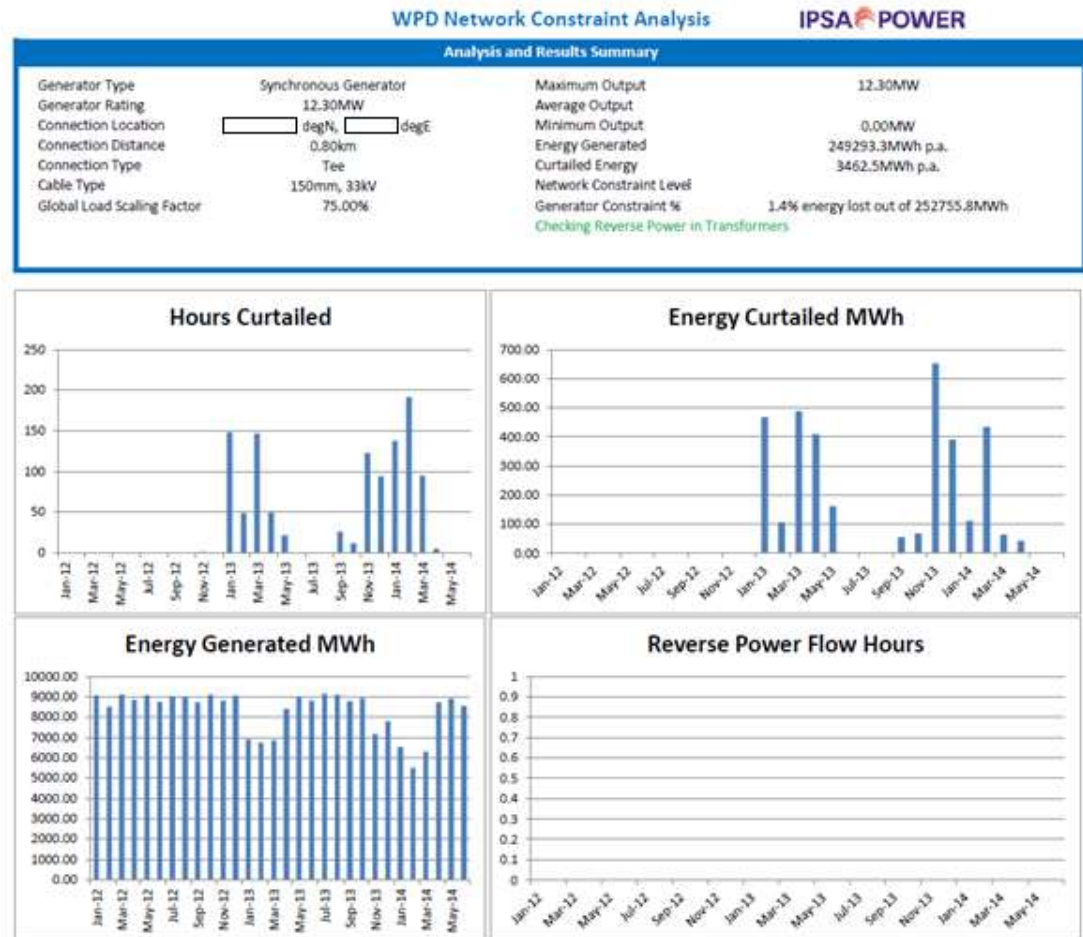 WPD Network Constraint Analysis
IPSA POWER
Analysis and Results Summary
Generator Type Synchronous Generator
Generator Rating 12.30MW
Connection Location degN, degE
Connection Distance 0.80km
Connection Type Tee
Cable Type 150mm, 33kV
Global Load Scaling Factor 75.00%
Maximum Output 12.30MW
Average Output
Minimum Output 0.00MW
Energy Generated 249293.3MWh p.a.
Curtailed Energy 3462.5MWh p.a.
Network Constraint Level
Generator Constraint % 1.4% energy lost out of 252755.8MWh
Checking Reverse Power in Transformers
Hours Curtailed
250
200
150
100
50
0
Jan-12 Mar-12 May-12 Jul-12 Sep-12 Nov-12 Jan-13 Mar-13 May-13 Jul-13 Sep-13 Nov-13 Jan-14 Mar-14 May-14
Energy Curtailed MWh
700.00
600.00
500.00
400.00
300.00
200.00
100.00
0.00
Jan-12 Mar-12 May-12 Jul-12 Sep-12 Nov-12 Jan-13 Mar-13 May-13 Jul-13 Sep-13 Nov-13 Jan-14 Mar-14 May-14
Energy Generated MWh
10000.00
9000.00
8000.00
7000.00
6000.00
5000.00
4000.00
3000.00
2000.00
1000.00
0.00
Jan-12 Mar-12 May-12 Jul-12 Sep-12 Nov-12 Jan-13 Mar-13 May-13 Jul-13 Sep-13 Nov-13 Jan-14 Mar-14 May-14
Reverse Power Flow Hours
1
0.9
0.8
0.7
0.6
0.5
0.4
0.3
0.2
0.1
0
Jan-12 Mar-12 May-12 Jul-12 Sep-12 Nov-12 Jan-13 Mar-13 May-13 Jul-13 Sep-13 Nov-13 Jan-14 Mar-14 May-14